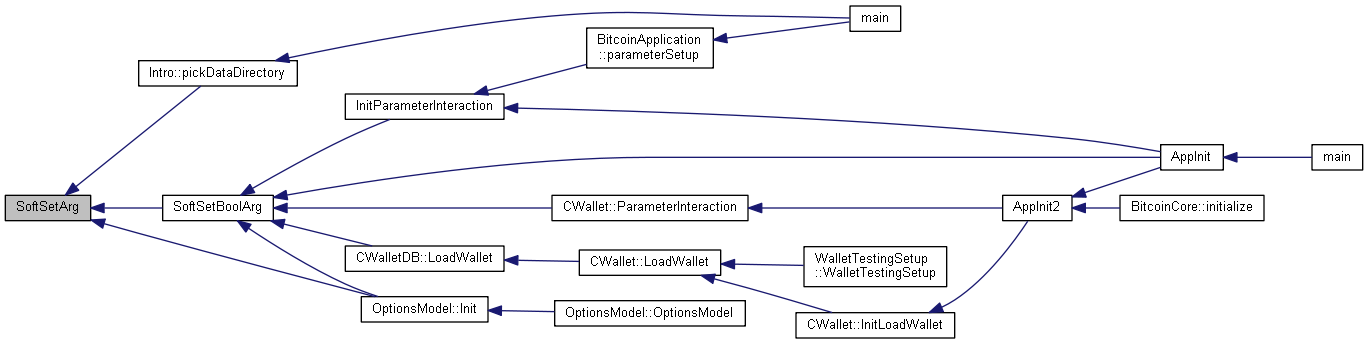 main
BitcoinApplication
::parameterSetup
Intro::pickDataDirectory
InitParameterInteraction
AppInit
main
SoftSetArg
SoftSetBoolArg
CWallet::ParameterInteraction
AppInit2
BitcoinCore::initialize
CWalletDB::LoadWallet
CWallet::LoadWallet
WalletTestingSetup
::WalletTestingSetup
OptionsModel::Init
OptionsModel::OptionsModel
CWallet::InitLoadWallet